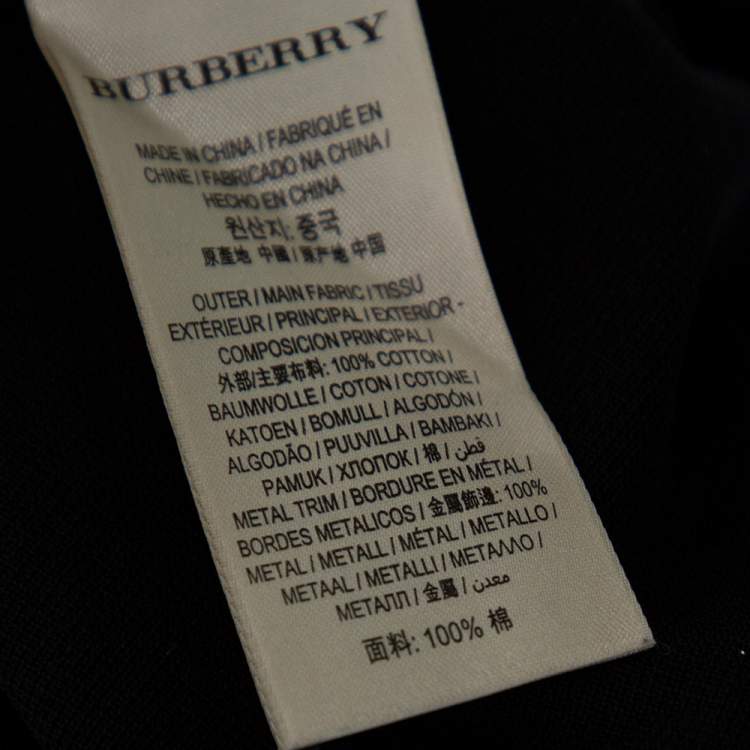 BURBERRY
MADE IN CHINA / FABRIQUÉ EN
CHINE / FABRICADO NA CHINA /
HECHO EN CHINA
원산지: 중국
原產地 中國 / 原产地 中国
OUTER / MAIN FABRIC / TISSU
EXTÉRIEUR / PRINCIPAL / EXTERIOR -
COMPOSICION PRINCIPAL /
外部/主要布料: 100% COTTON /
BAUMWOLLE / COTON / COTONE /
KATOEN / BOMULL / ALGODÓN /
ALGODÃO / PUUVILLA / BAMBAKI /
PAMUK / ХЛОПОК / 棉 / قطن
METAL TRIM / BORDURE EN MÉTAL /
BORDES METALICOS / 金屬飾邊: 100%
METAL / METALL / MÉTAL / METALLO /
METAAL / METALLI / ΜΕΤΑΛΛΟ /
МЕТАЛЛ / 金屬 / معدن /
面料: 100% 棉